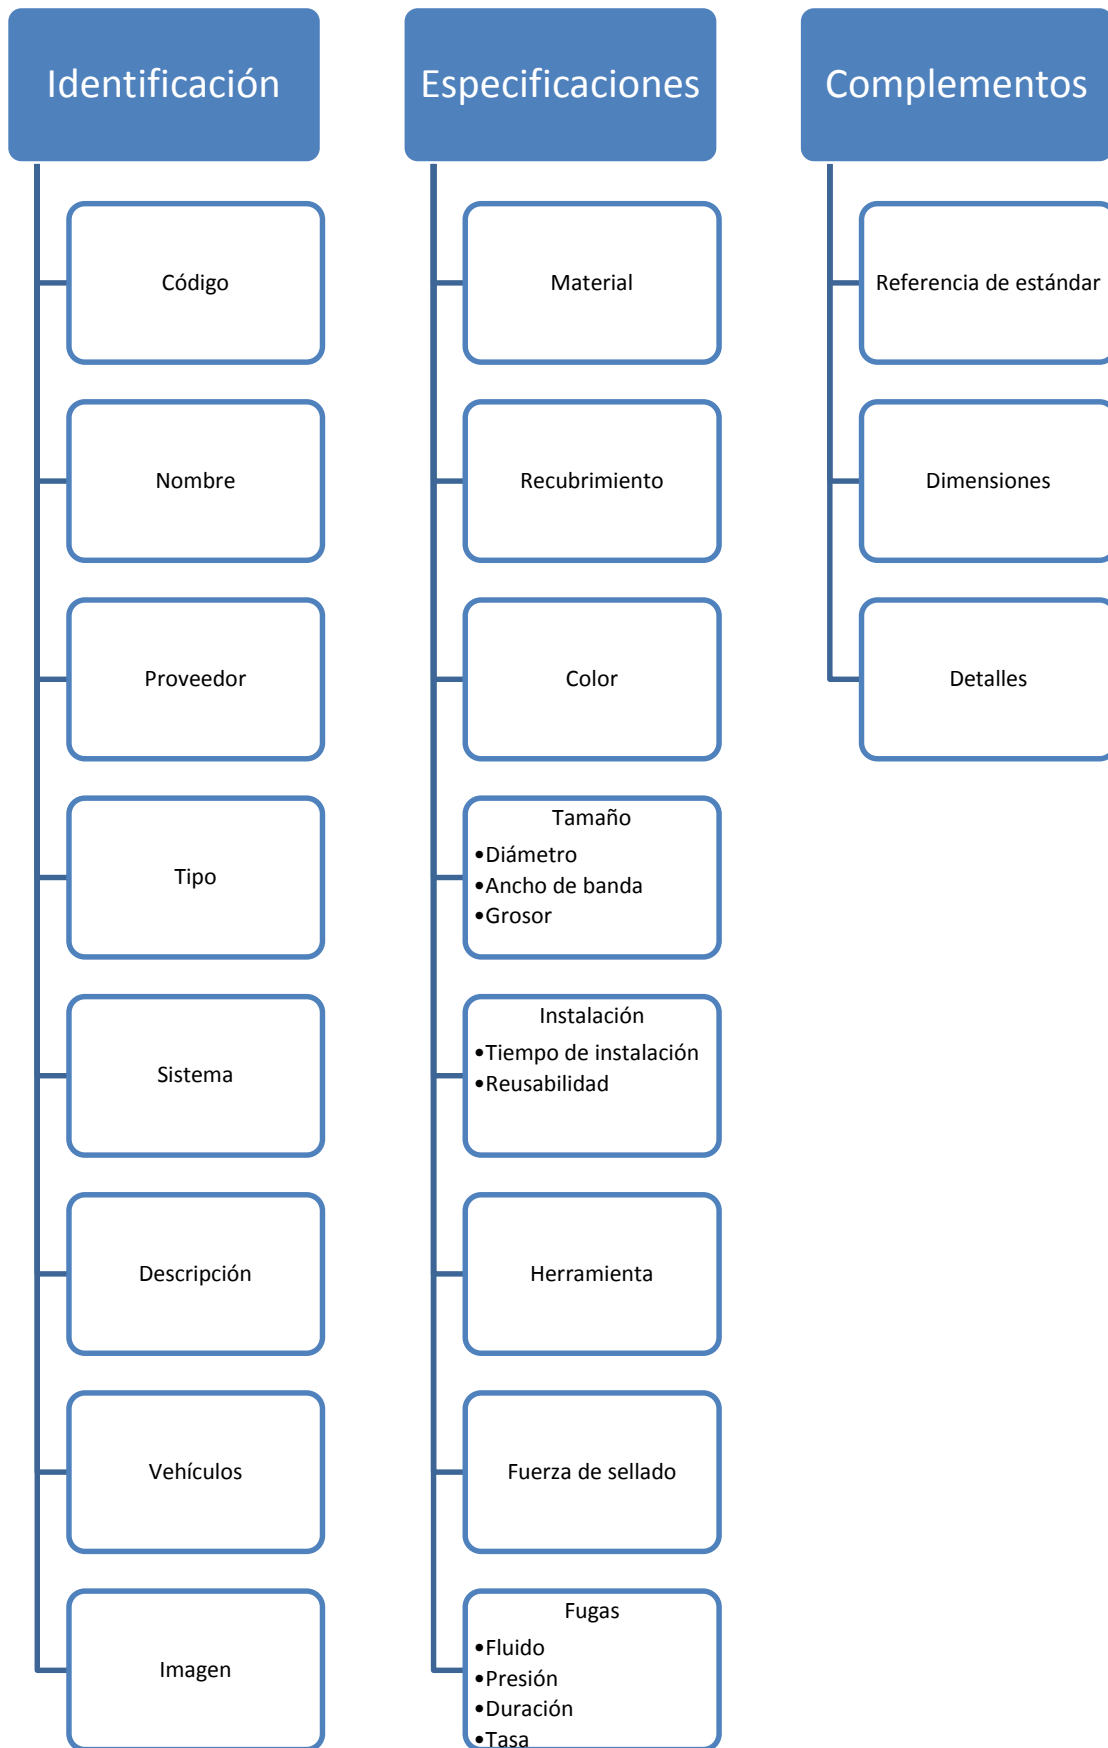 Identificación
Código
Nombre
Proveedor
Tipo
Sistema
Descripción
Vehículos
Imagen
Especificaciones
Material
Recubrimiento
Color
Tamaño
•Diámetro
•Ancho de banda
•Grosor
Instalación
•Tiempo de instalación
•Reusabilidad
Herramienta
Fuerza de sellado
Fugas
•Fluido
•Presión
•Duración
•Tasa
Complementos
Referencia de estándar
Dimensiones
Detalles